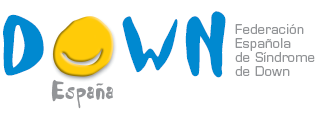 DOWN
España
Federación
Española
de Síndrome
de Down